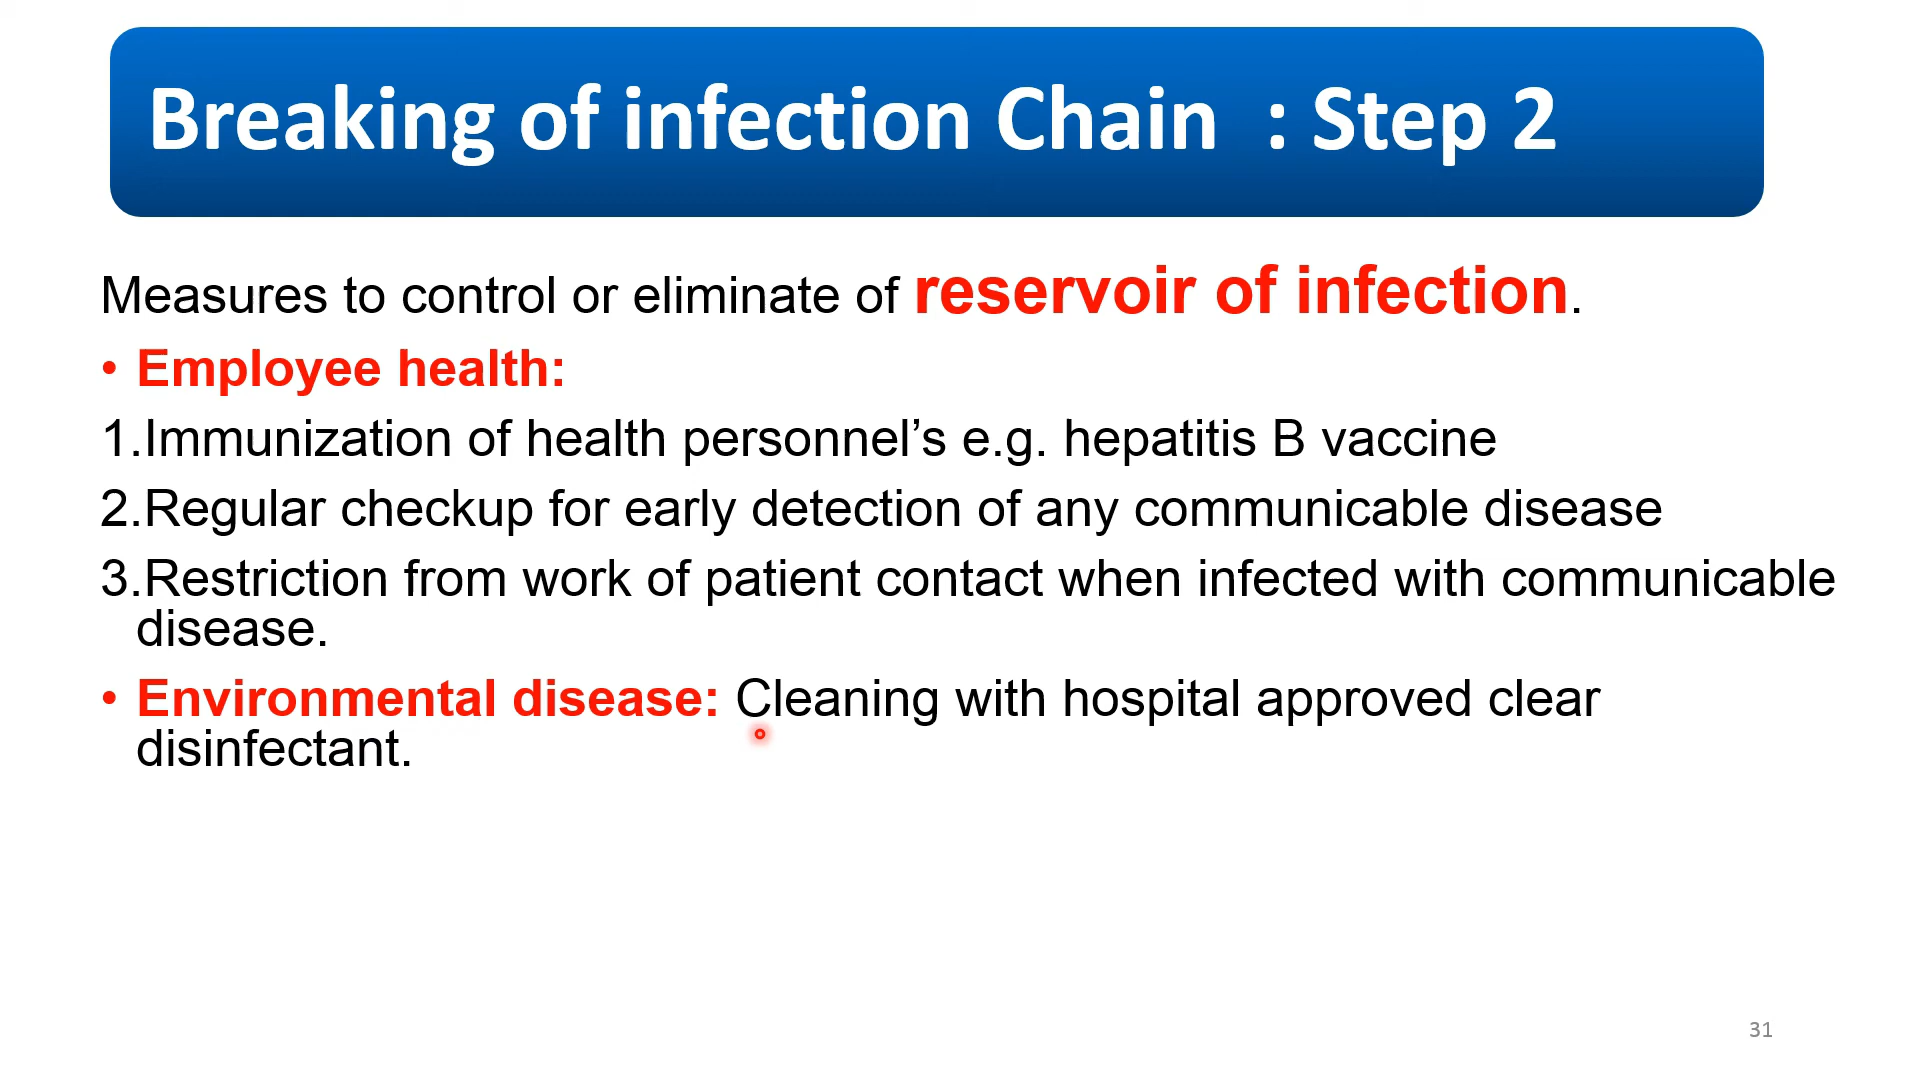 Breaking of infection Chain  : Step 2
Measures to control or eliminate of reservoir of infection.
• Employee health:
1.Immunization of health personnel’s e.g. hepatitis B vaccine
2.Regular checkup for early detection of any communicable disease
3.Restriction from work of patient contact when infected with communicable
disease.
• Environmental disease: Cleaning with hospital approved clear
disinfectant.
31